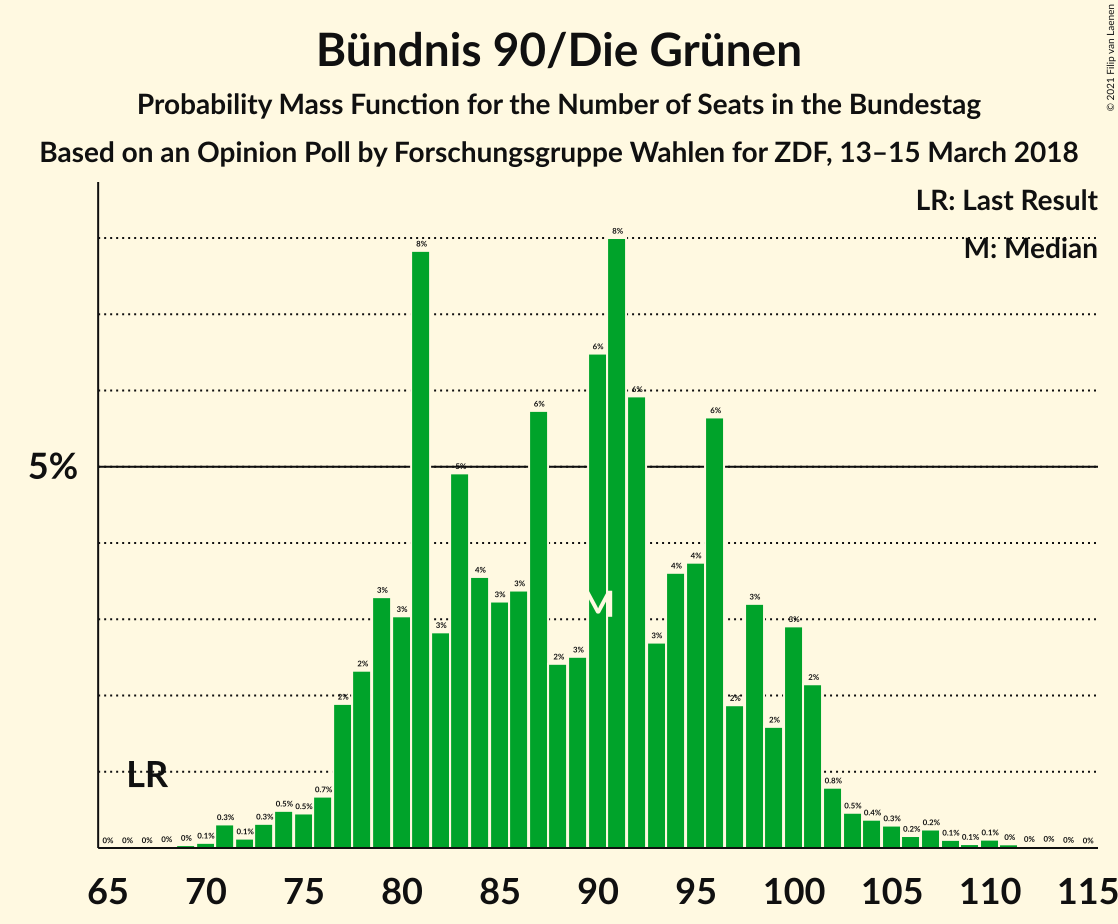 Bündnis 90/Die Grünen
Probability Mass Function for the Number of Seats in the Bundestag
Based on an Opinion Poll by Forschungsgruppe Wahlen for ZDF, 13–15 March 2018
© 2021 Filip van Laenen
LR: Last Result
M: Median
5%
0% 0% 0% 0% 0% 0.1% 0.3% 0.1% 0.3% 0.5% 0.5% 0.7% 2% 2% 3% 3% 8% 3% 5% 4% 3% 3% 6% 2% 3% 6% 8% 6% 3% 4% 4% 6% 2% 3% 2% 3% 2% 0.8% 0.5% 0.4% 0.3% 0.2% 0.2% 0.1% 0.1% 0.1% 0% 0% 0% 0% 0%
M
LR
65 70 75 80 85 90 95 100 105 110 115